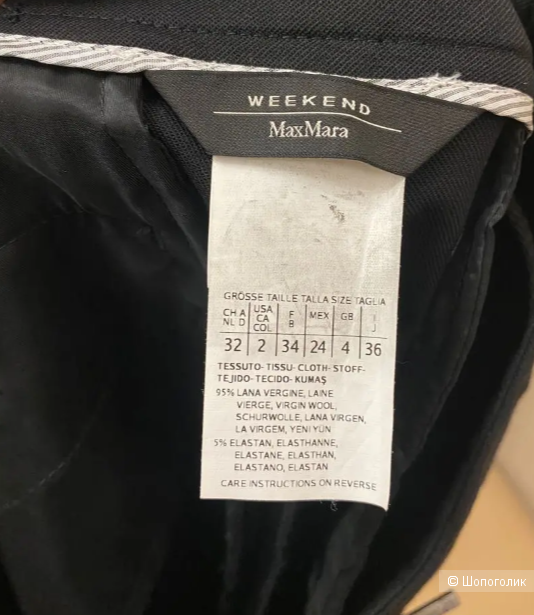 WEEKEND
MaxMara
GRÖSSE TAILLE TALLA SIZE TAGLIA
CH A NL D USA CA COL F B MEX GB I J
32 2 34 24 4 36
TESSUTO- TISSU- CLOTH- STOFF-
TEJIDO- TECIDO- KUMAŞ
95% LANA VERGINE, LAINE
VIERGE, VIRGIN WOOL,
SCHURWOLLE, LANA VIRGEN,
LA VIRGEM, YENI YÜN
5% ELASTAN, ELASTHANNE,
ELASTANE, ELASTHAN,
ELASTANO, ELASTAN
CARE INSTRUCTIONS ON REVERSE
© Шопоголик